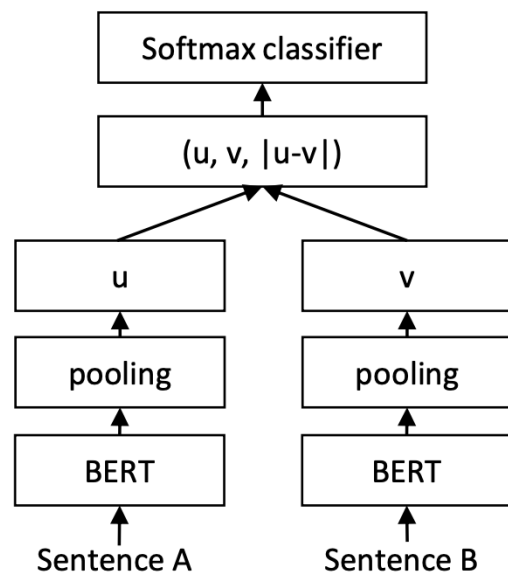 Softmax classifier
(u, v, |u-v|)
u
v
pooling
pooling
BERT
BERT
Sentence A
Sentence B